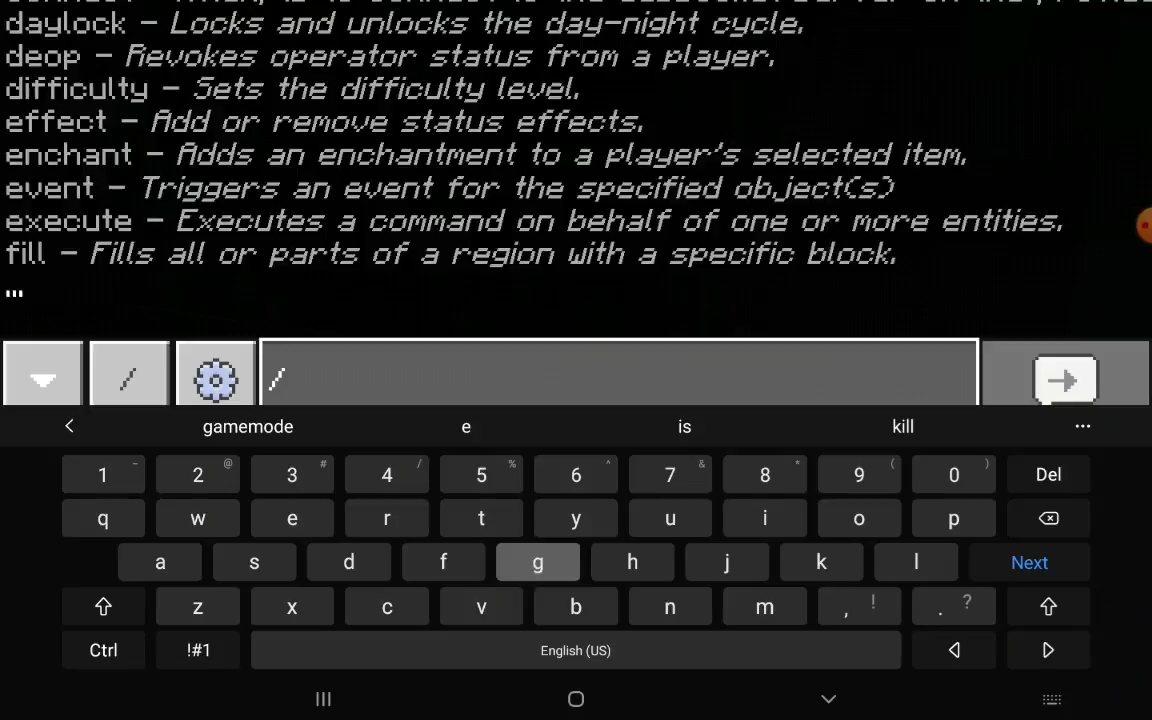 daylock – Locks and unlocks the day-night cycle.
deop – Revokes operator status from a player.
difficulty – Sets the difficulty level.
effect – Add or remove status effects.
enchant – Adds an enchantment to a player's selected item.
event – Triggers an event for the specified object(s)
execute – Executes a command on behalf of one or more entities.
fill – Fills all or parts of a region with a specific block.
...
/ /
< gamemode e is kill ...
1 - 2 @ 3 # 4 / 5 % 6 ^ 7 & 8 * 9 ( 0 ) Del
q w e r t y u i o p
a s d f g h j k l Next
z x c v b n m , ! . ?
Ctrl !#1 English (US)